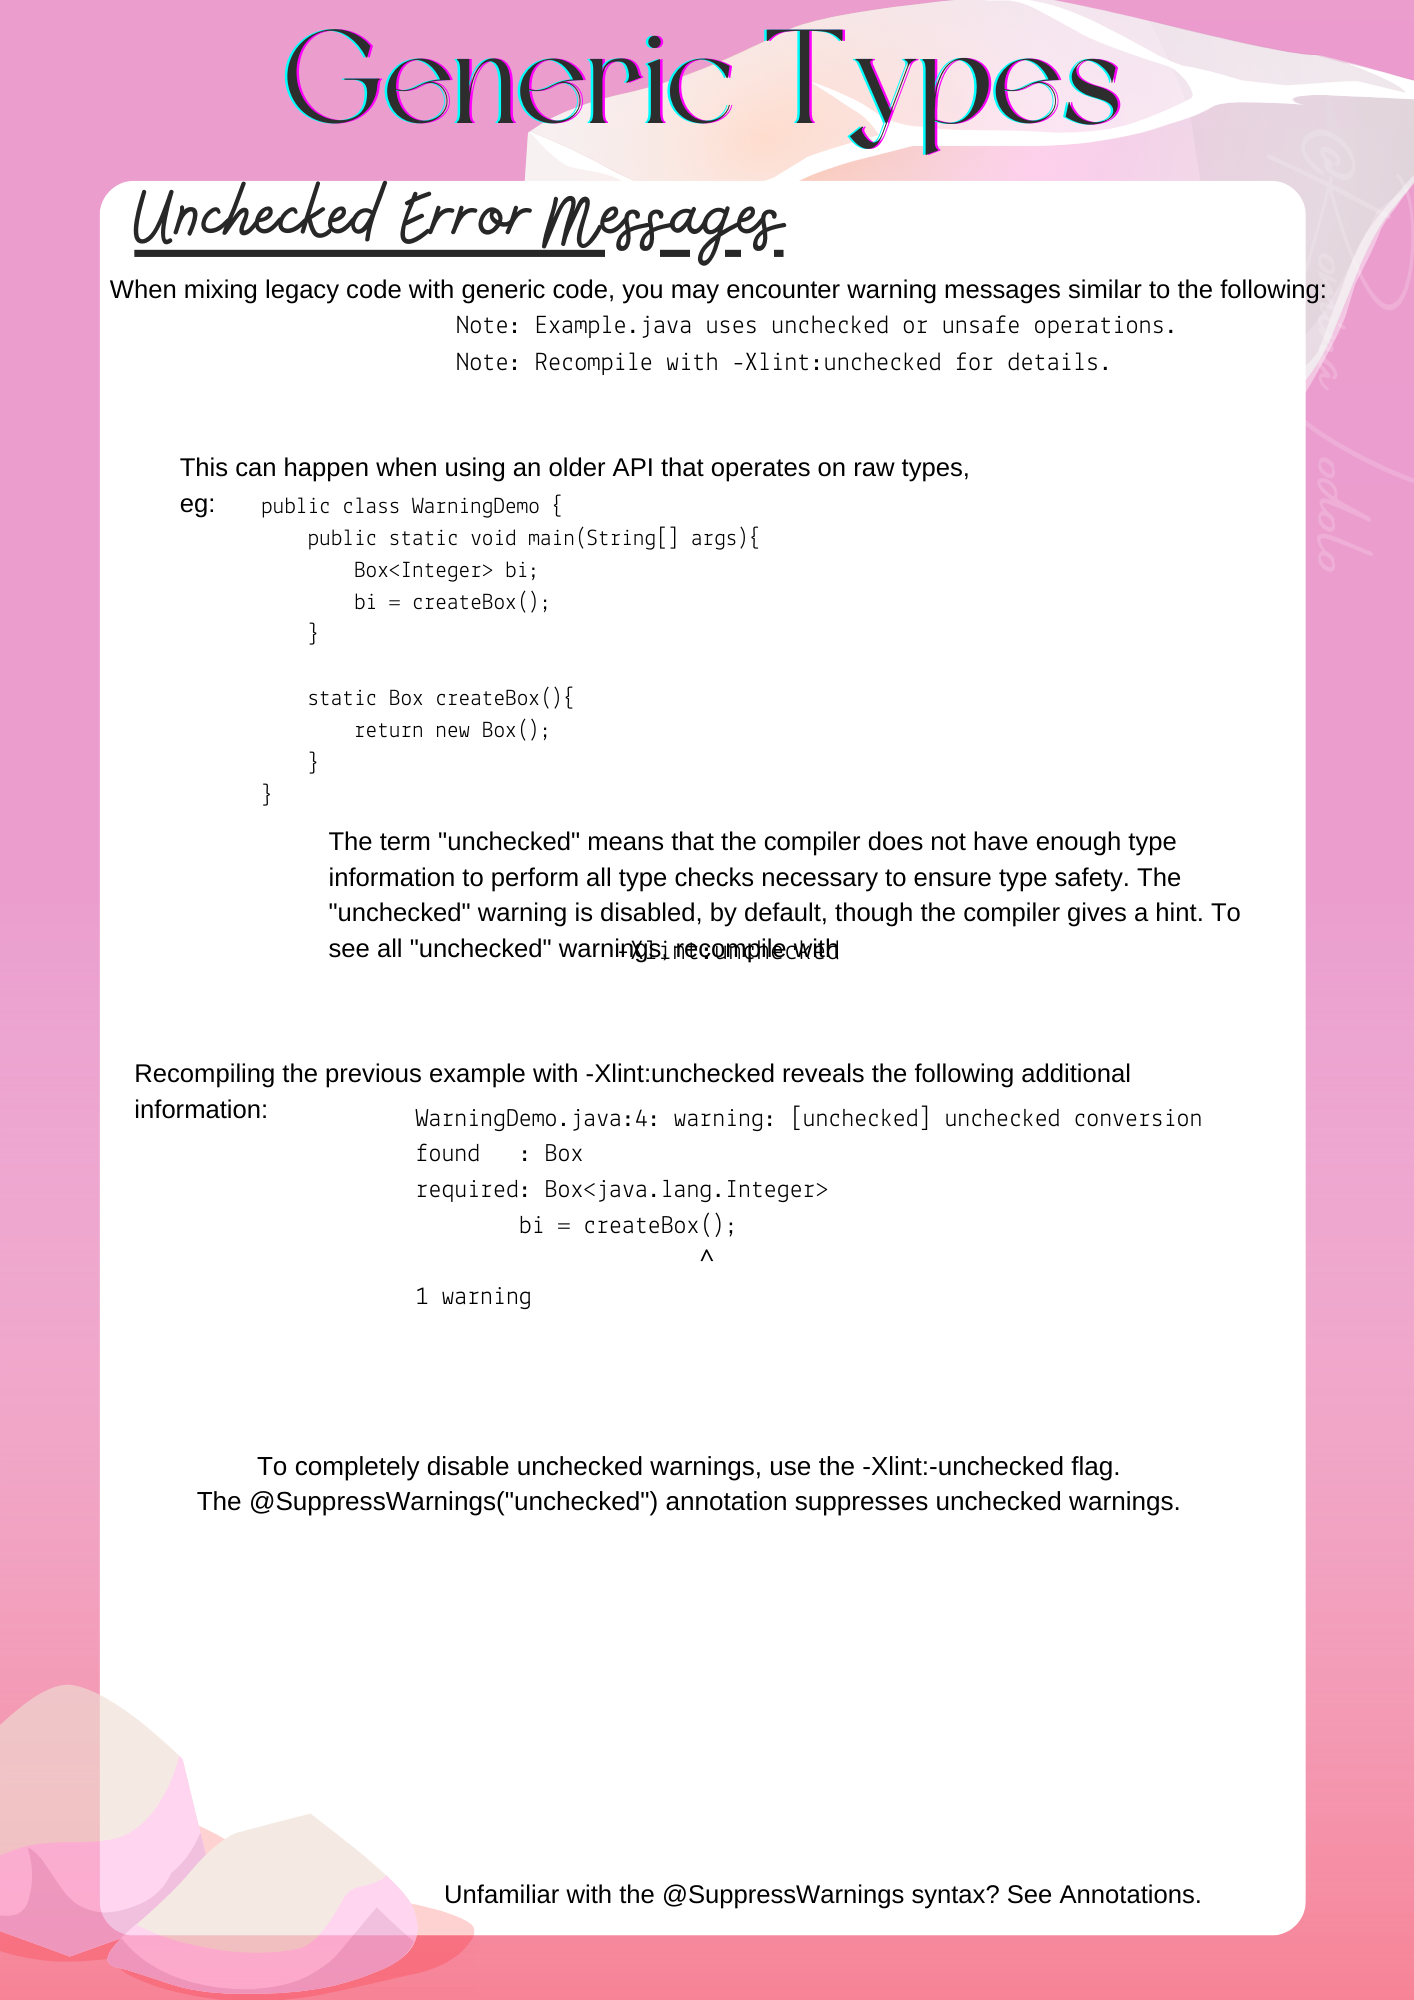 Generic Types
Unchecked Error Messages
When mixing legacy code with generic code, you may encounter warning messages similar to the following:
Note: Example.java uses unchecked or unsafe operations.
Note: Recompile with -Xlint:unchecked for details.
This can happen when using an older API that operates on raw types,
eg:
public class WarningDemo {
    public static void main(String[] args){
        Box<Integer> bi;
        bi = createBox();
    }
    static Box createBox(){
        return new Box();
    }
}
The term "unchecked" means that the compiler does not have enough type
information to perform all type checks necessary to ensure type safety. The
"unchecked" warning is disabled, by default, though the compiler gives a hint. To
see all "unchecked" warnings, recompile with
-Xlint:unchecked
Recompiling the previous example with -Xlint:unchecked reveals the following additional
information:
WarningDemo.java:4: warning: [unchecked] unchecked conversion
found   : Box
required: Box<java.lang.Integer>
        bi = createBox();
                      ^
1 warning
To completely disable unchecked warnings, use the -Xlint:-unchecked flag.
The @SuppressWarnings("unchecked") annotation suppresses unchecked warnings.
Unfamiliar with the @SuppressWarnings syntax? See Annotations.